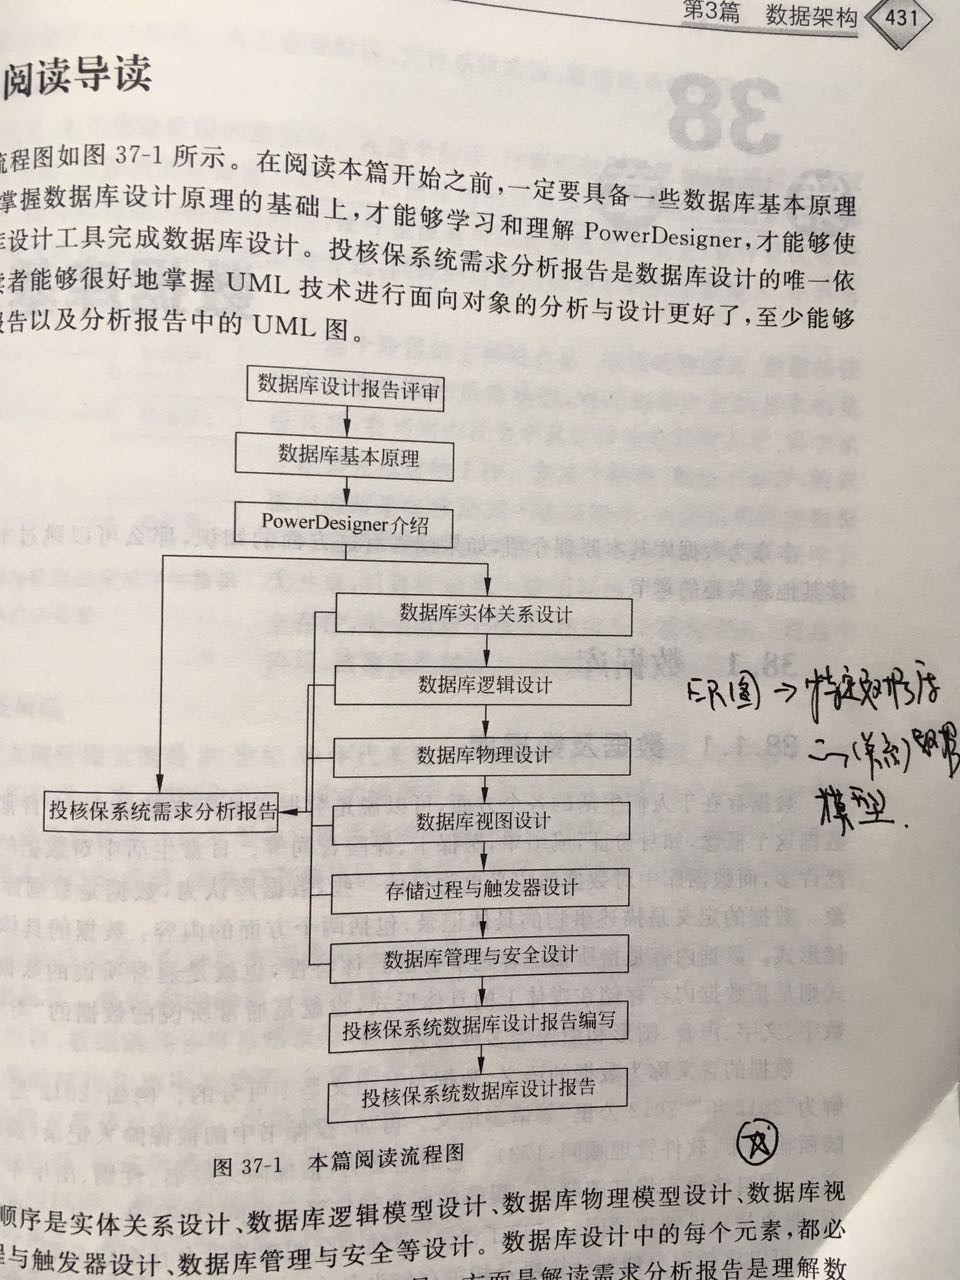 第3篇 数据架构 431
阅读导读
流程图如图 37-1 所示。在阅读本篇开始之前，一定要具备一些数据库基本原理
掌握数据库设计原理的基础上，才能够学习和理解 PowerDesigner，才能够使
库设计工具完成数据库设计。投核保系统需求分析报告是数据库设计的唯一依
读者能够很好地掌握 UML 技术进行面向对象的分析与设计更好了，至少能够
报告以及分析报告中的 UML 图。
数据库设计报告评审
数据库基本原理
PowerDesigner介绍
数据库实体关系设计
数据库逻辑设计
数据库物理设计
投核保系统需求分析报告
数据库视图设计
存储过程与触发器设计
数据库管理与安全设计
投核保系统数据库设计报告编写
投核保系统数据库设计报告
ER图 → 特定数据库
(关系) 数据
模型.
图 37-1 本篇阅读流程图
顺序是实体关系设计、数据库逻辑模型设计、数据库物理模型设计、数据库视
程与触发器设计、数据库管理与安全等设计。数据库设计中的每个元素，都必
方面是解读需求分析报告是理解数